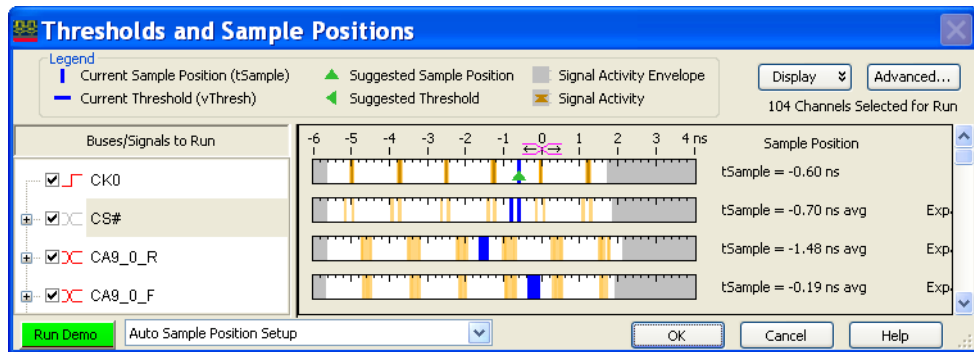 Thresholds and Sample Positions
Legend
Current Sample Position (tSample)
Suggested Sample Position
Signal Activity Envelope
Current Threshold (vThresh)
Suggested Threshold
Signal Activity
Display
Advanced...
104 Channels Selected for Run
Buses/Signals to Run
-6 -5 -4 -3 -2 -1 0 1 2 3 4 ns
Sample Position
CK0
tSample = -0.60 ns
CS#
tSample = -0.70 ns avg
CA9_0_R
tSample = -1.48 ns avg
CA9_0_F
tSample = -0.19 ns avg
Run Demo
Auto Sample Position Setup
OK
Cancel
Help